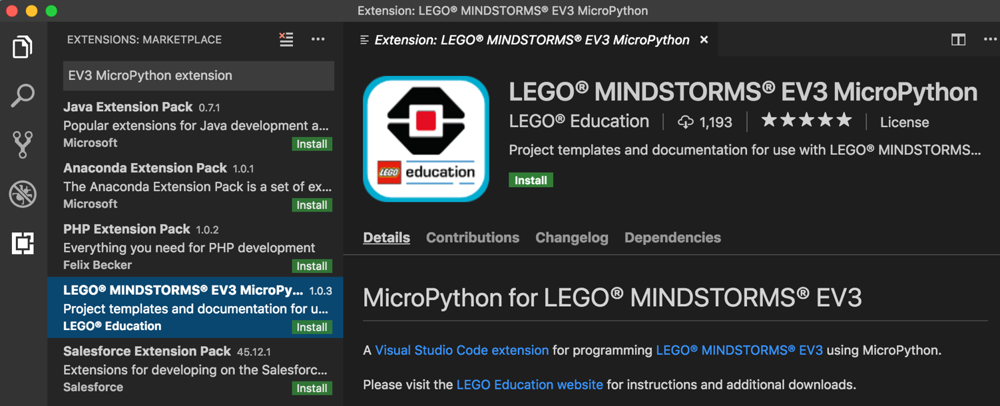 Extension: LEGO® MINDSTORMS® EV3 MicroPython
EXTENSIONS: MARKETPLACE
EV3 MicroPython extension
Java Extension Pack 0.7.1
Popular extensions for Java development a...
Microsoft
Install
Anaconda Extension Pack 1.0.1
The Anaconda Extension Pack is a set of ex...
Microsoft
Install
PHP Extension Pack 1.0.2
Everything you need for PHP development
Felix Becker
Install
LEGO® MINDSTORMS® EV3 MicroPy... 1.0.3
Project templates and documentation for u...
LEGO® Education
Install
Salesforce Extension Pack 45.12.1
Extensions for developing on the Salesforc...
Salesforce
Install
Extension: LEGO® MINDSTORMS® EV3 MicroPython
LEGO education
LEGO® MINDSTORMS® EV3 MicroPython
LEGO® Education
1,193
License
Project templates and documentation for use with LEGO® MINDSTORMS...
Install
Details Contributions Changelog Dependencies
MicroPython for LEGO® MINDSTORMS® EV3
A Visual Studio Code extension for programming LEGO® MINDSTORMS® EV3 using MicroPython.
Please visit the LEGO Education website for instructions and additional downloads.